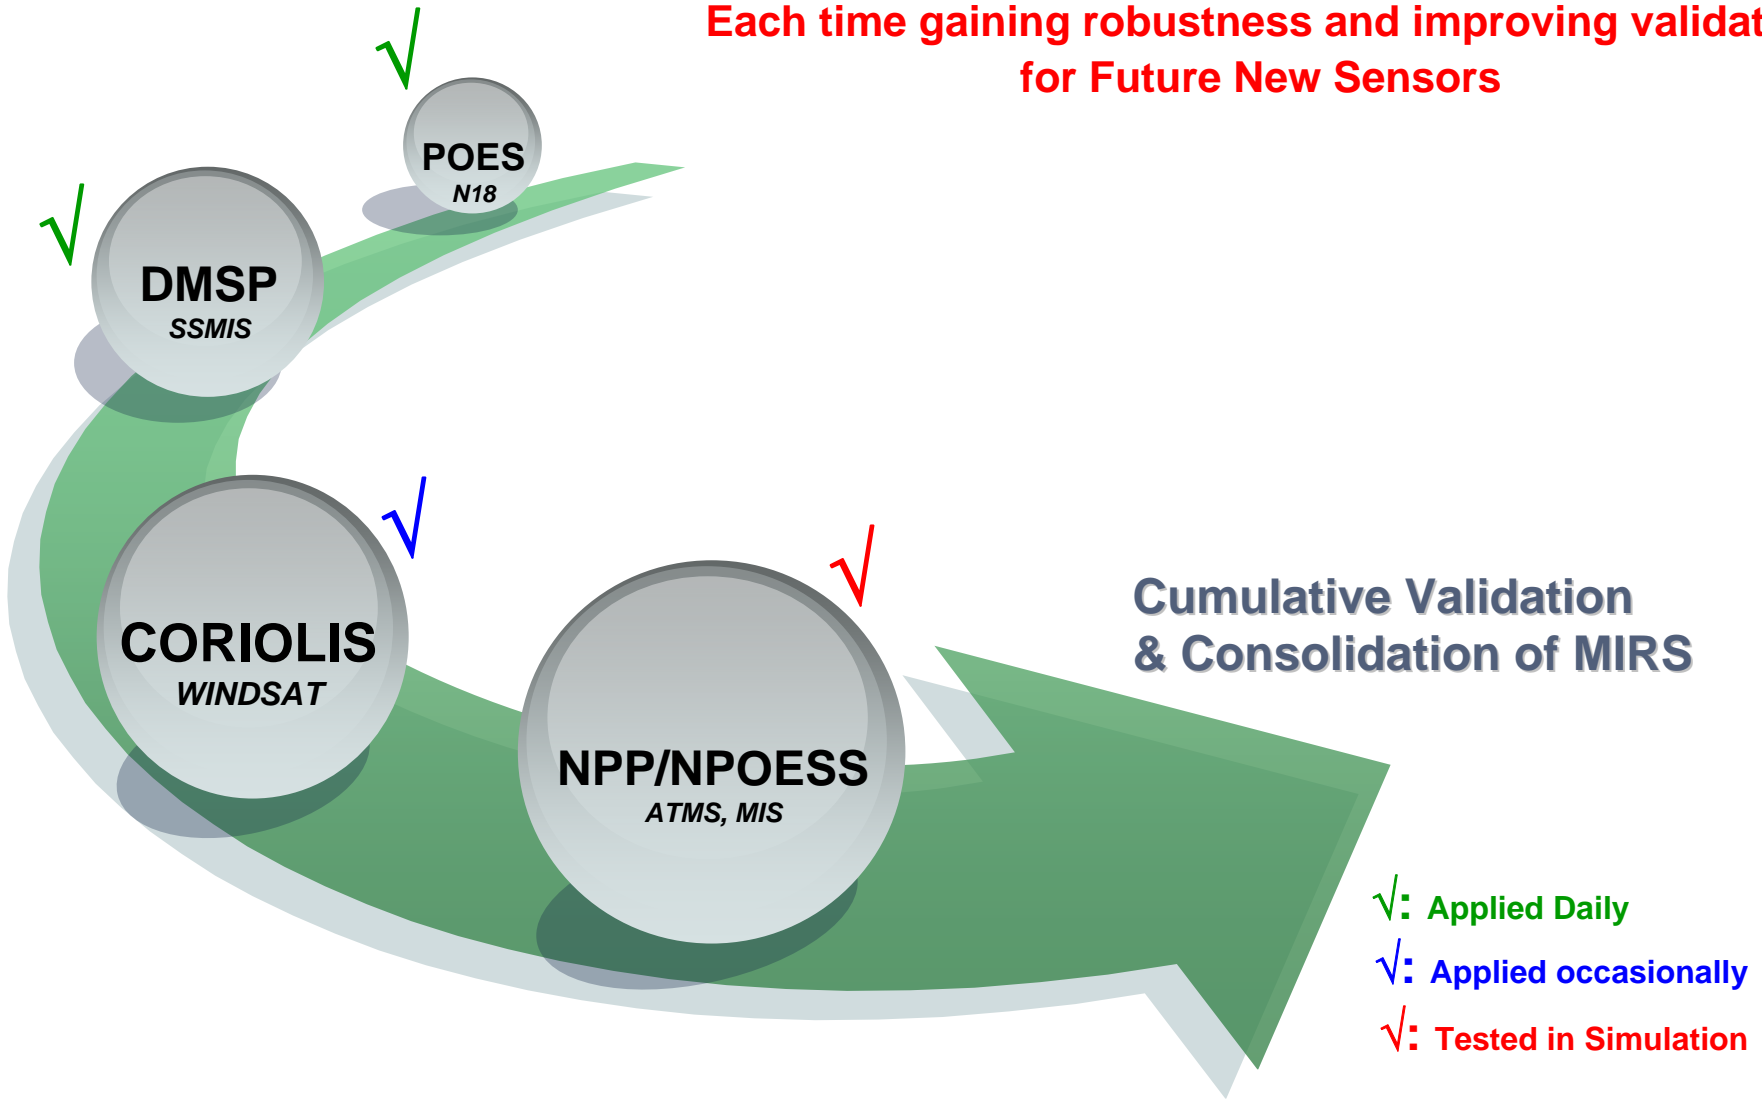 Each time gaining robustness and improving validat
for Future New Sensors
√
POES
N18
√
DMSP
SSMIS
√
CORIOLIS
WINDSAT
√
NPP/NPOESS
ATMS, MIS
Cumulative Validation
& Consolidation of MIRS
√: Applied Daily
√: Applied occasionally
√: Tested in Simulation